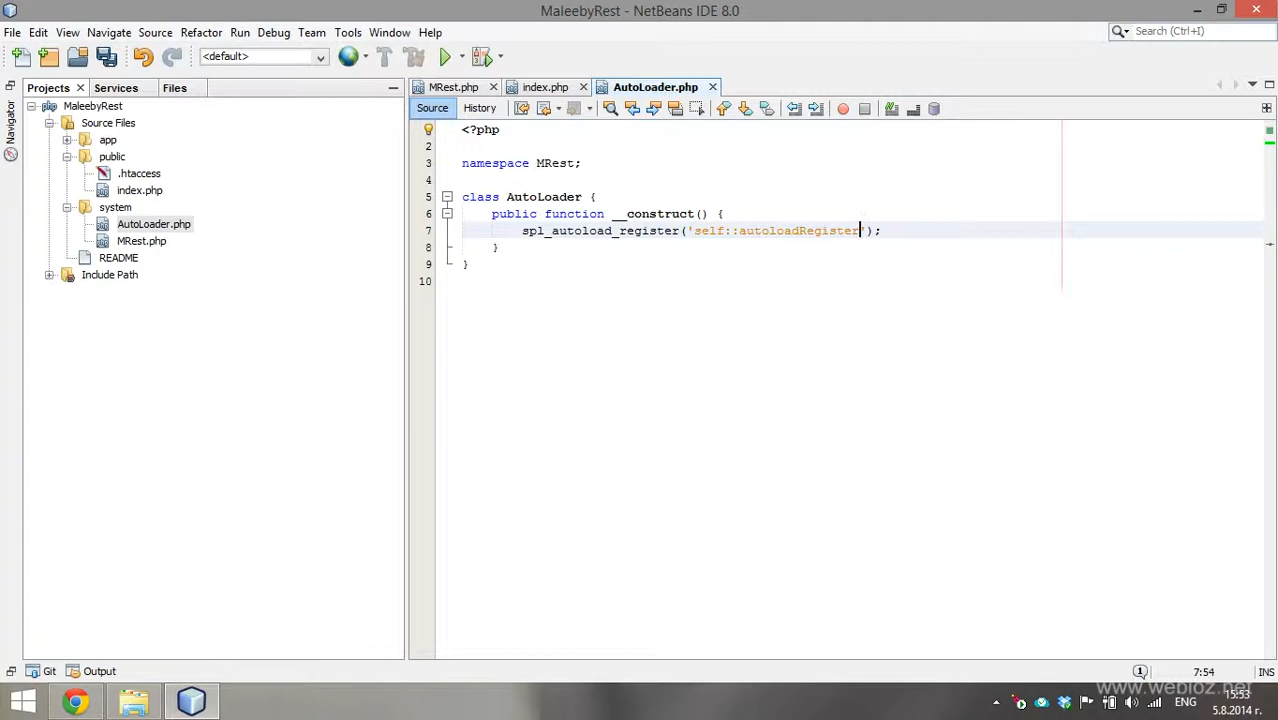 MaleebyRest - NetBeans IDE 8.0
File Edit View Navigate Source Refactor Run Debug Team Tools Window Help
Search (Ctrl+I)
<default>
Projects Services Files
MRest.php index.php AutoLoader.php
Navigator
Source History
MaleebyRest
Source Files
app
public
.htaccess
index.php
system
AutoLoader.php
MRest.php
README
Include Path
<?php
2
3 namespace MRest;
4
5 class AutoLoader {
6 public function __construct() {
7 spl_autoload_register('self::autoloadRegister');
8 }
9 }
10
Git Output
1 7:54 INS
www.webloz.net
ENG 15:53
5.8.2014 г.